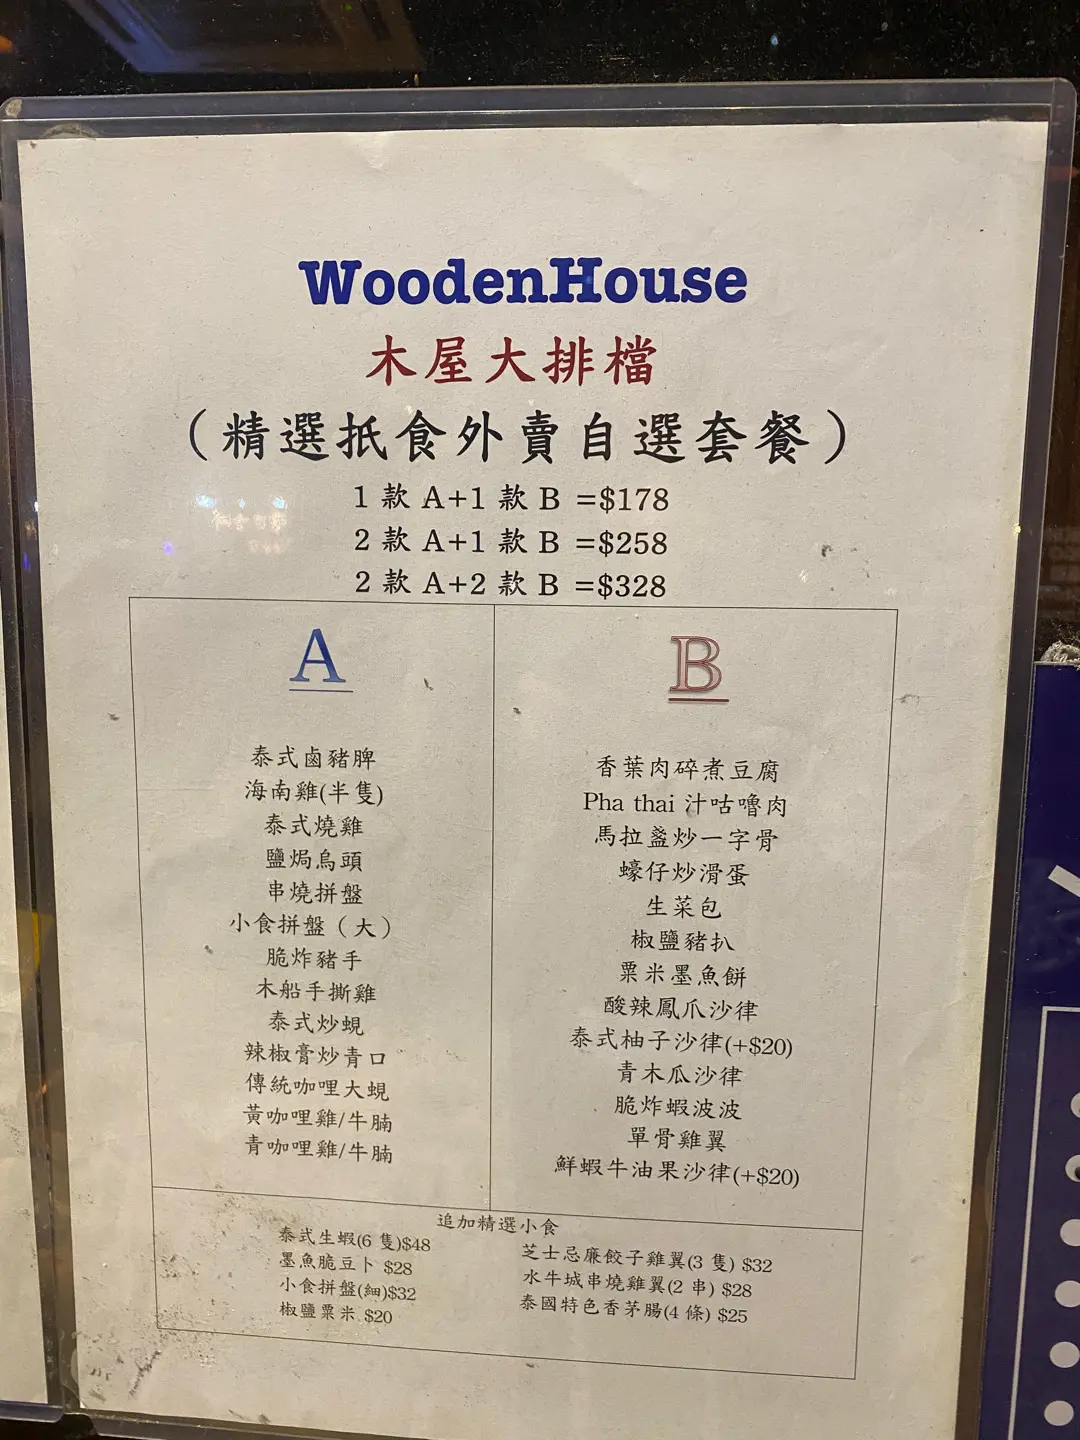 WoodenHouse
木屋大排檔
（精選抵食外賣自選套餐）
1 款 A+1 款 B =$178
2 款 A+1 款 B =$258
2 款 A+2 款 B =$328
A
泰式鹵豬脾
海南雞(半隻)
泰式燒雞
鹽焗烏頭
串燒拼盤
小食拼盤（大）
脆炸豬手
木船手撕雞
泰式炒蜆
辣椒膏炒青口
傳統咖哩大蜆
黃咖哩雞/牛腩
青咖哩雞/牛腩
B
香葉肉碎煮豆腐
Pha thai 汁咕嚕肉
馬拉盞炒一字骨
蠔仔炒滑蛋
生菜包
椒鹽豬扒
粟米墨魚餅
酸辣鳳爪沙律
泰式柚子沙律(+$20)
青木瓜沙律
脆炸蝦波波
單骨雞翼
鮮蝦牛油果沙律(+$20)
追加精選小食
泰式生蝦(6 隻)$48
墨魚脆豆卜 $28
小食拼盤(細)$32
椒鹽粟米 $20
芝士忌廉餃子雞翼(3 隻) $32
水牛城串燒雞翼(2 串) $28
泰國特色香茅腸(4 條) $25